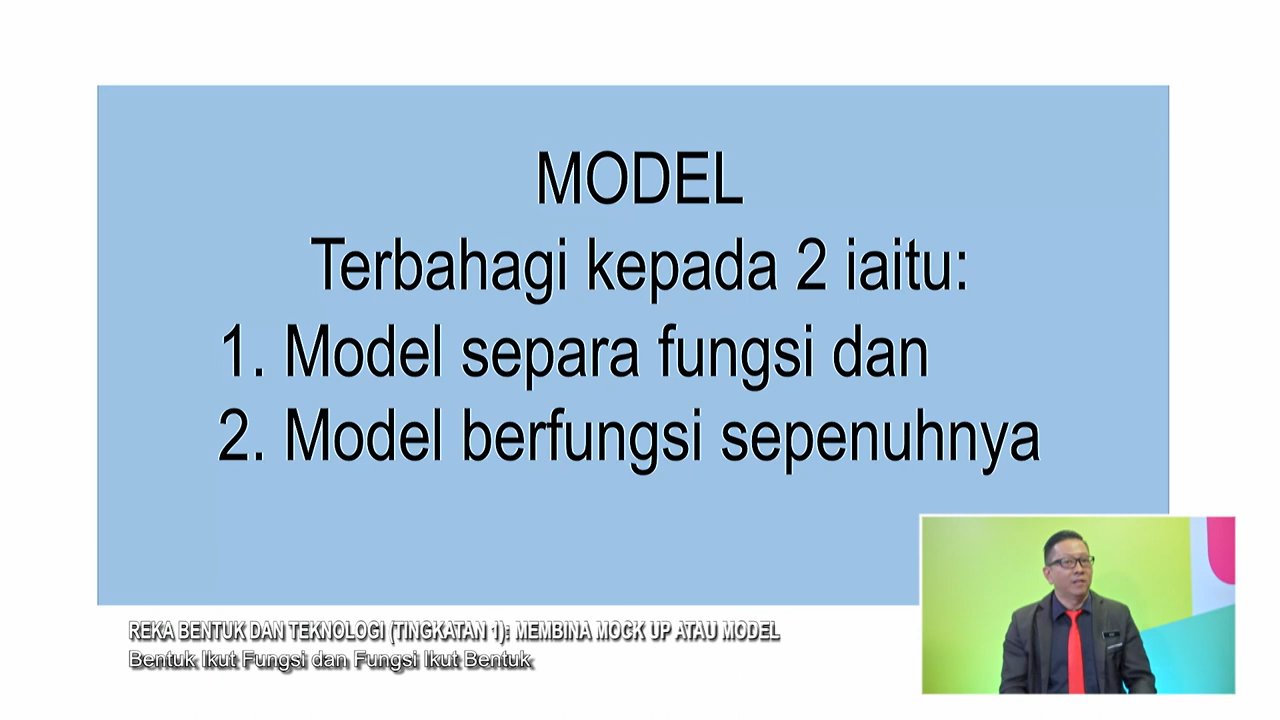 MODEL
Terbahagi kepada 2 iaitu:
1. Model separa fungsi dan
2. Model berfungsi sepenuhnya
REKA BENTUK DAN TEKNOLOGI (TINGKATAN 1): MEMBINA MOCK UP ATAU MODEL
Bentuk Ikut Fungsi dan Fungsi Ikut Bentuk